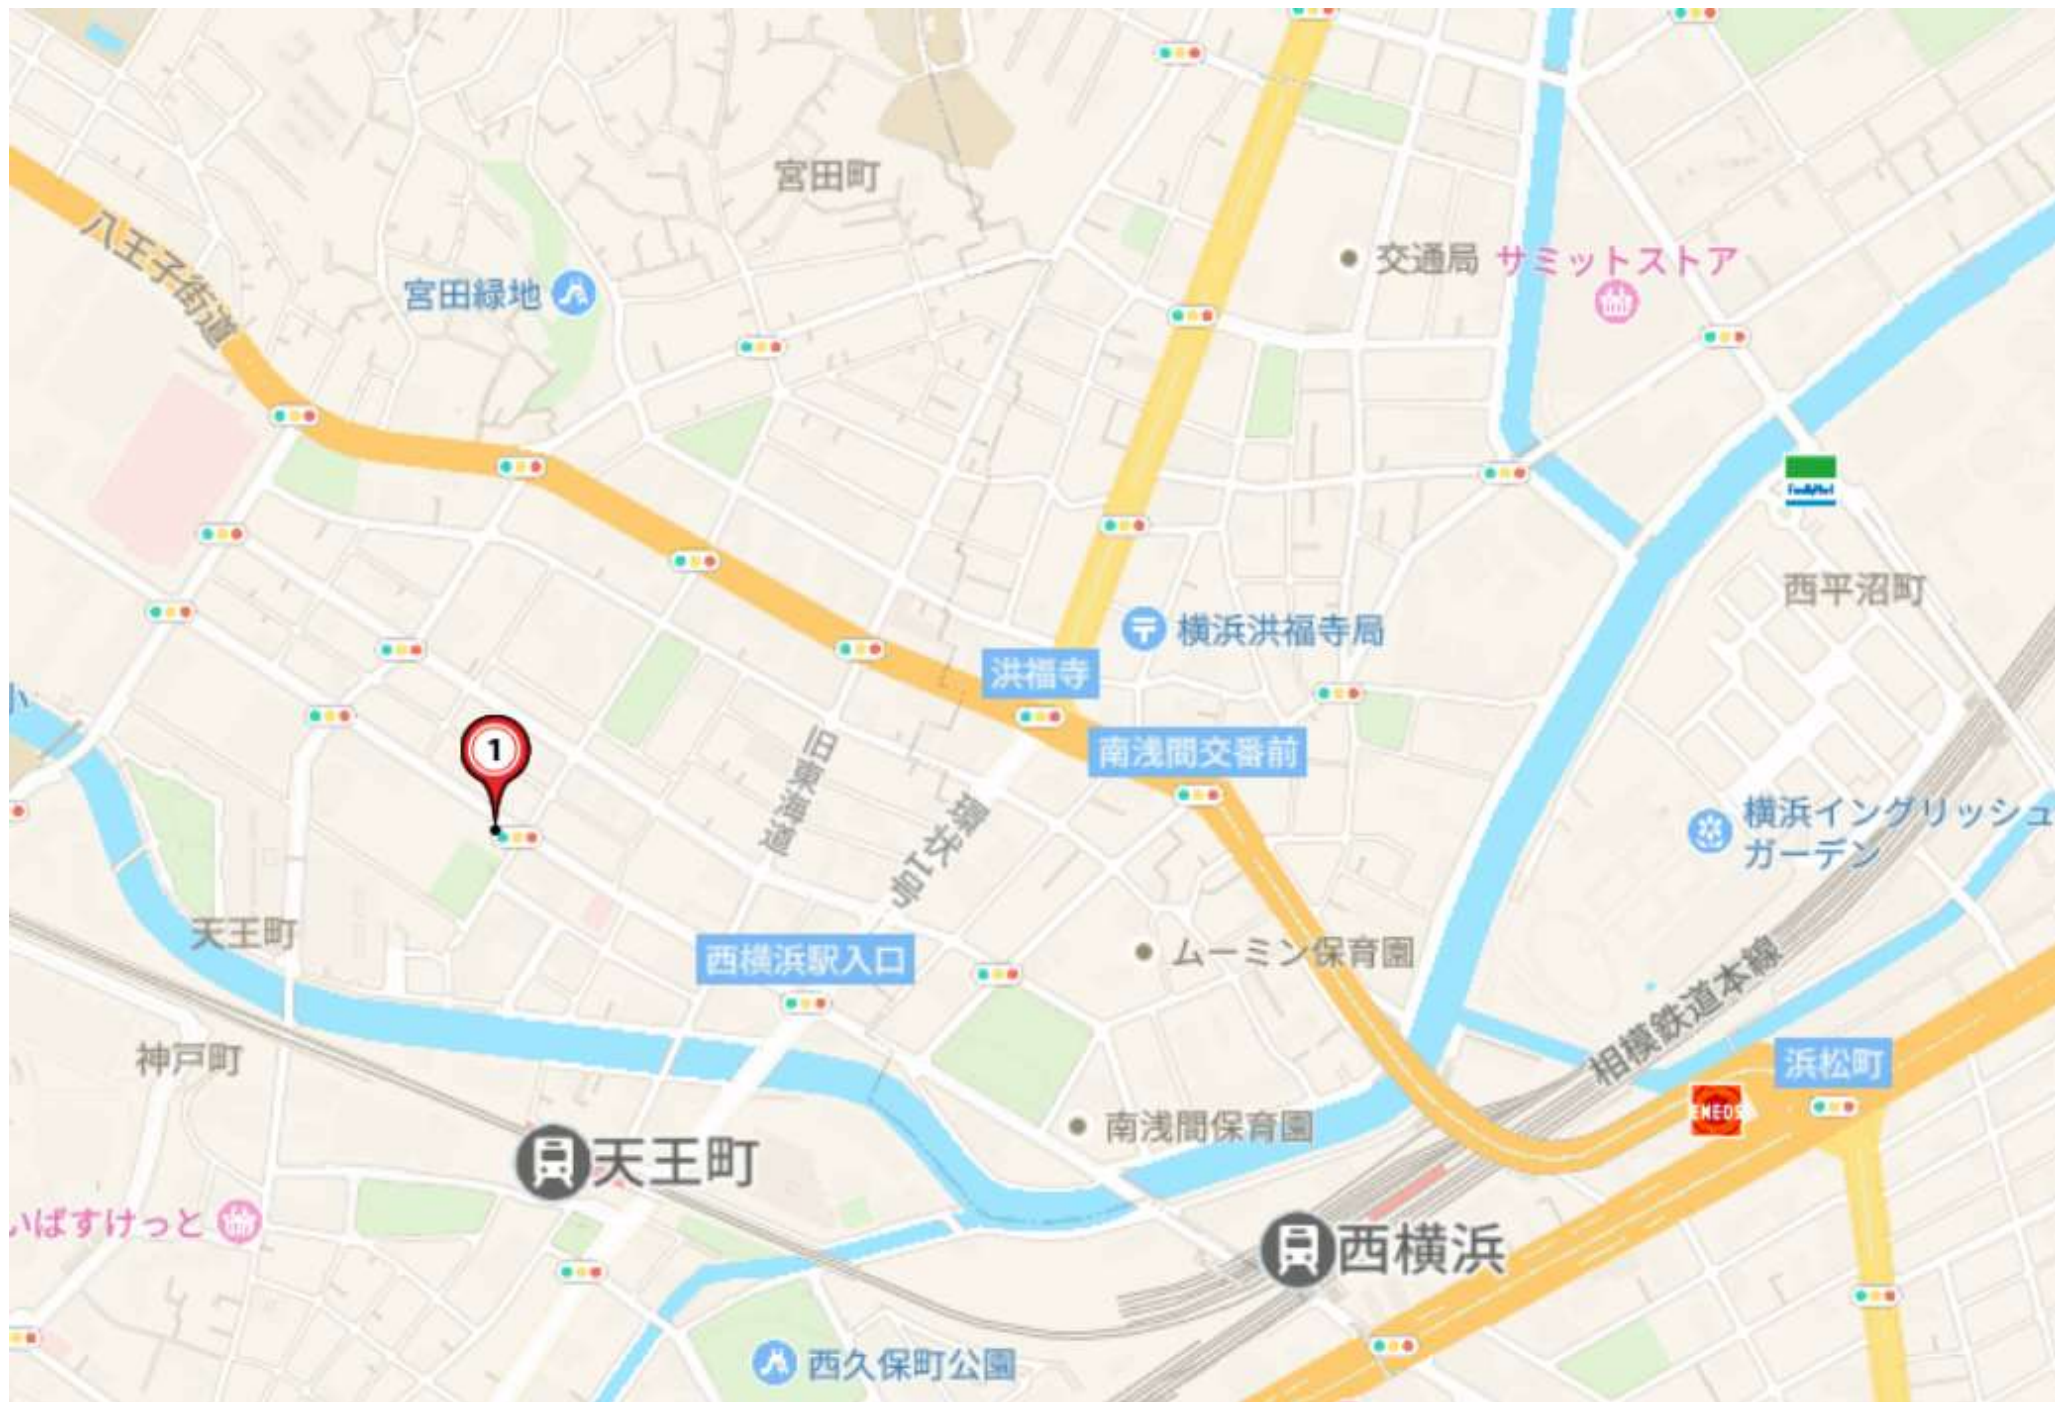 宮田町
八王子街道
交通局
サミットストア
宮田緑地
FamilyMart
西平沼町
横浜洪福寺局
洪福寺
小
南浅間交番前
1
旧東海道
環状1号
横浜イングリッシュ
ガーデン
天王町
西横浜駅入口
ムーミン保育園
相模鉄道本線
神戸町
浜松町
ENEOS
南浅間保育園
天王町
いばすけっと
西横浜
西久保町公園